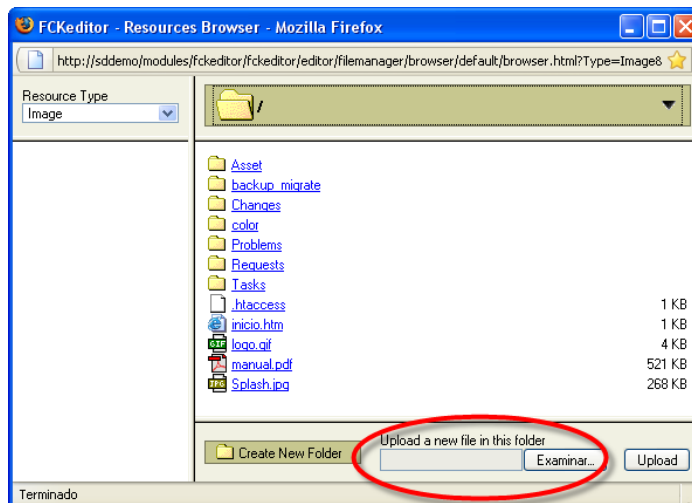 FCKeditor - Resources Browser - Mozilla Firefox
http://sddemo/modules/fckeditor/fckeditor/editor/filemanager/browser/default/browser.html?Type=Image&
Resource Type
Image
/
Asset
backup_migrate
Changes
color
Problems
Requests
Tasks
.htaccess 1 KB
inicio.htm 1 KB
logo.gif 4 KB
manual.pdf 521 KB
Splash.jpg 268 KB
Create New Folder
Upload a new file in this folder
Examinar... Upload
Terminado